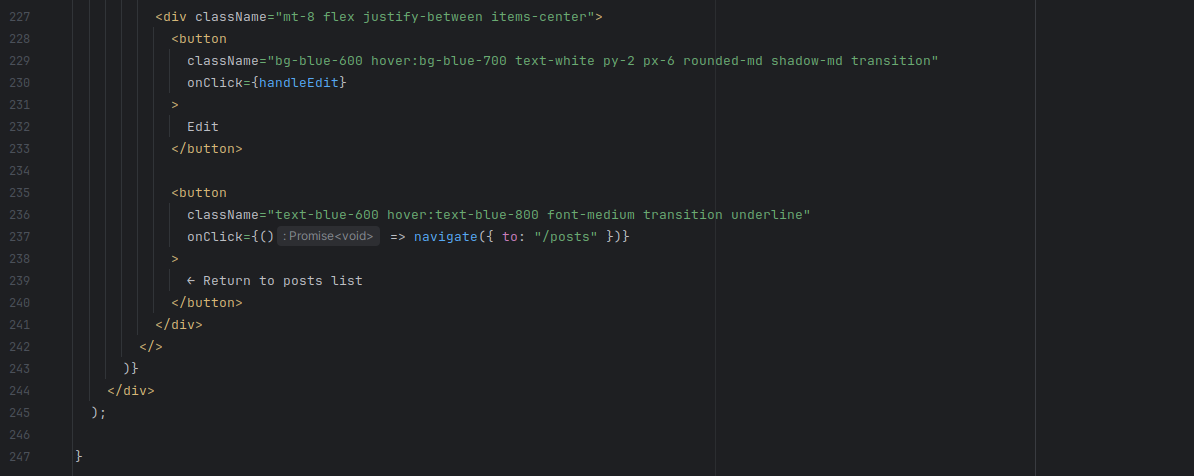 227 <div className="mt-8 flex justify-between items-center">
228 <button
229 className="bg-blue-600 hover:bg-blue-700 text-white py-2 px-6 rounded-md shadow-md transition"
230 onClick={handleEdit}
231 >
232 Edit
233 </button>
234
235 <button
236 className="text-blue-600 hover:text-blue-800 font-medium transition underline"
237 onClick={() : Promise<void> => navigate({ to: "/posts" })}
238 >
239 ← Return to posts list
240 </button>
241 </div>
242 </>
243 )}
244 </div>
245 );
246
247 }